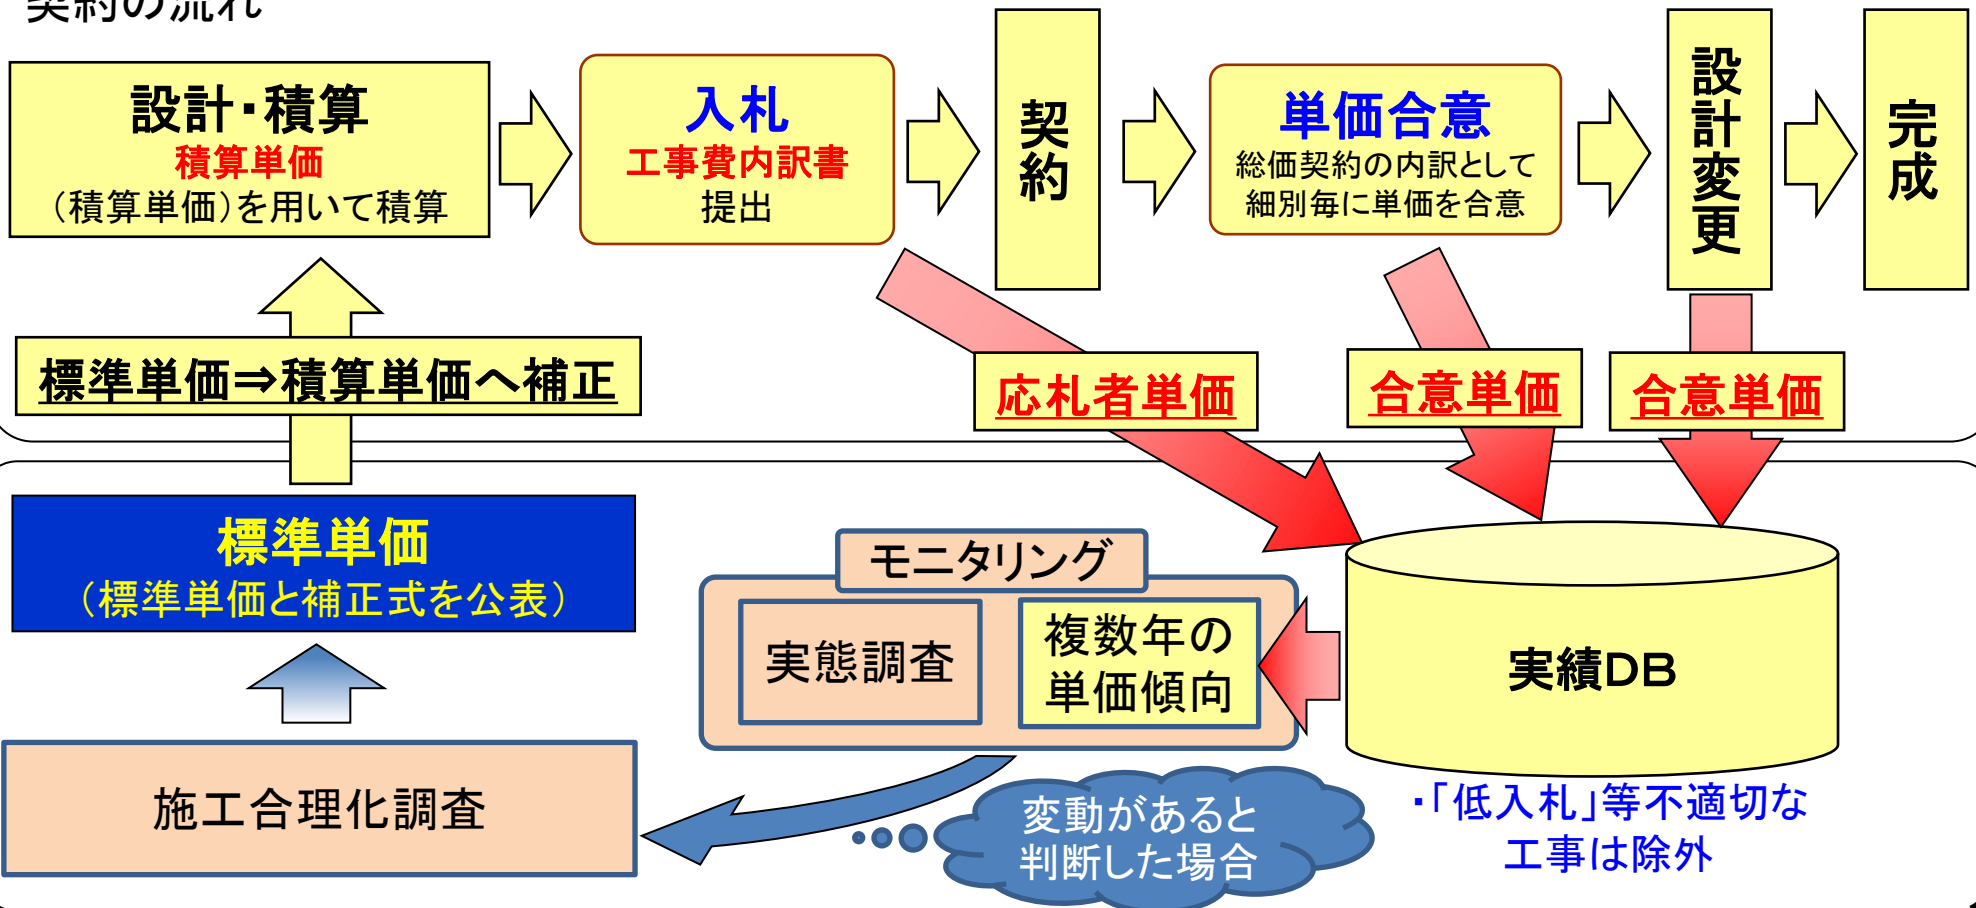 契約の流れ
設計・積算
積算単価
（積算単価）を用いて積算
入札
工事費内訳書
提出
契約
単価合意
総価契約の内訳として
細別毎に単価を合意
設計変更
完成
標準単価⇒積算単価へ補正
応札者単価
合意単価
合意単価
標準単価
（標準単価と補正式を公表）
モニタリング
実態調査
複数年の
単価傾向
実績DB
施工合理化調査
変動があると
判断した場合
・「低入札」等不適切な
工事は除外